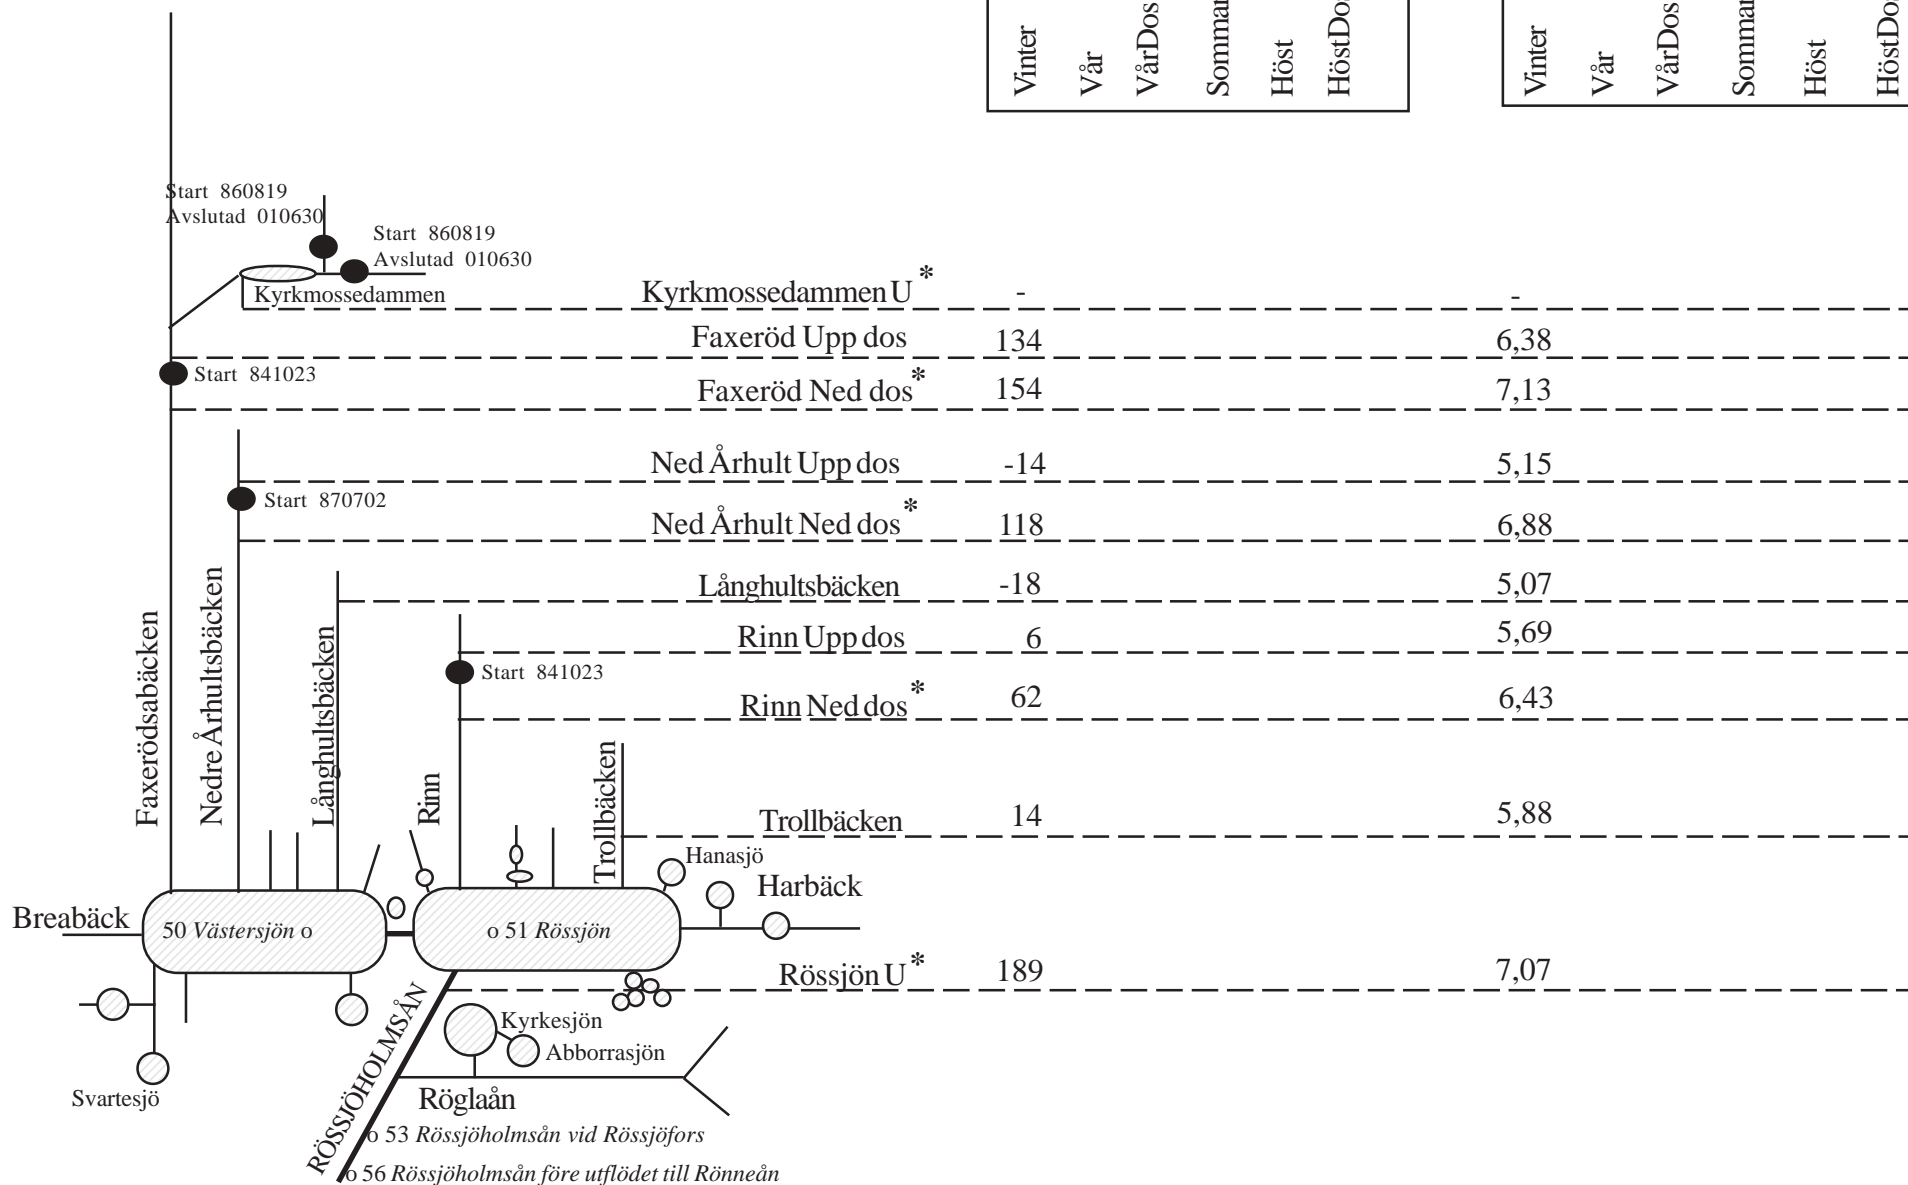 Vinter Vår VårDos Sommar Höst HöstDos
Vinter Vår VårDos Sommar Höst HöstDos
Start 860819
Avslutad 010630
Start 860819
Avslutad 010630
Kyrkmossedammen
Kyrkmossedammen U * - -
Faxeröd Upp dos 134 6,38
Start 841023
Faxeröd Ned dos* 154 7,13
Ned Århult Upp dos -14 5,15
Start 870702
Ned Århult Ned dos* 118 6,88
Långhultsbäcken -18 5,07
Rinn Upp dos 6 5,69
Start 841023
Rinn Ned dos* 62 6,43
Faxerödsabäcken
Nedre Århultsbäcken
Långhultsbäcken
Rinn
Trollbäcken
Trollbäcken 14 5,88
Hanasjö
Harbäck
Breabäck
50 Västersjön o
o 51 Rössjön
Rössjön U* 189 7,07
RÖSSJÖHOLMSÅN
Kyrkesjön
Abborrasjön
Svartesjö
Röglaån
o 53 Rössjöholmsån vid Rössjöfors
o 56 Rössjöholmsån före utflödet till Rönneån